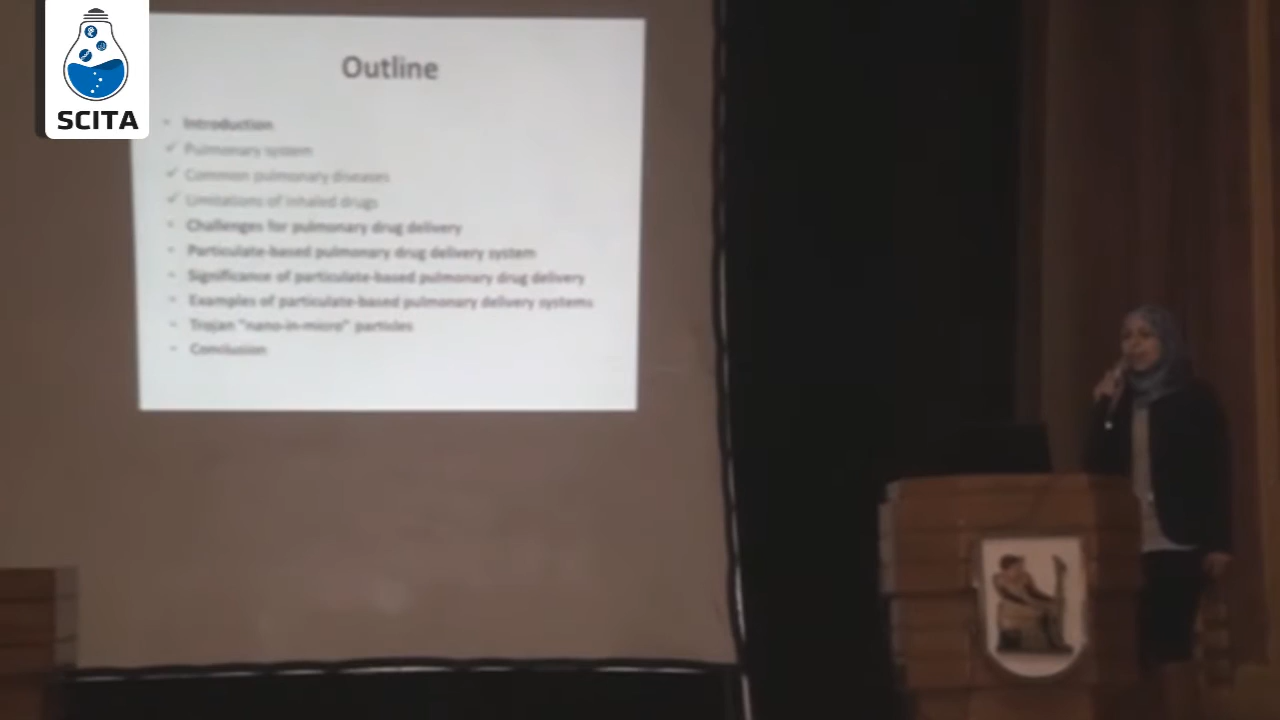 SCITA
Outline
• Introduction
✓ Pulmonary system
✓ Common pulmonary diseases
✓ Limitations of inhaled drugs
• Challenges for pulmonary drug delivery
• Particulate-based pulmonary drug delivery system
• Significance of particulate-based pulmonary drug delivery
• Examples of particulate-based pulmonary delivery systems
• Trojan "nano-in-micro" particles
• Conclusion